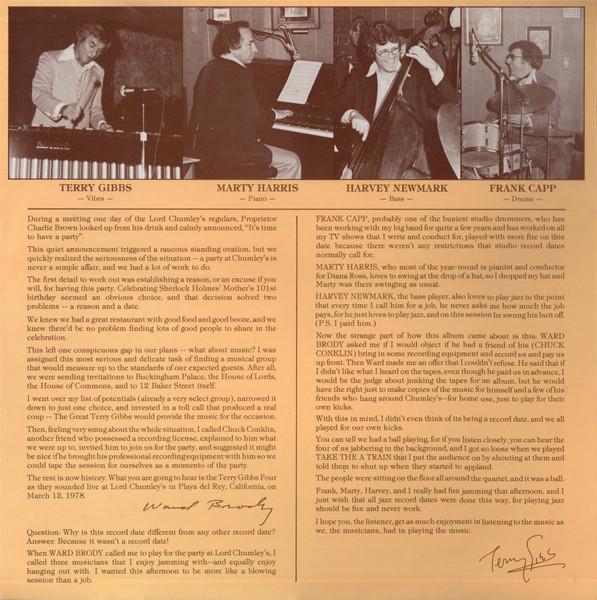 TERRY GIBBS
— Vibes —
MARTY HARRIS
— Piano —
HARVEY NEWMARK
— Bass —
FRANK CAPP
— Drums —
During a meeting one day of the Lord Chumley's regulars, Proprietor
Charlie Brown looked up from his drink and calmly announced, "It's time
to have a party".
This quiet announcement triggered a raucous standing ovation, but we
quickly realized the seriousness of the situation -- a party at Chumley's is
never a simple affair, and we had a lot of work to do.
The first detail to work out was establishing a reason, or an excuse if you
will, for having this party. Celebrating Sherlock Holmes' Mother's 101st
birthday seemed an obvious choice, and that decision solved two
problems -- a reason and a date.
We knew we had a great restaurant with good food and good booze, and we
knew there'd be no problem finding lots of good people to share in the
celebration.
This left one conspicuous gap in our plans -- what about music? I was
assigned this most serious and delicate task of finding a musical group
that would measure up to the standards of our expected guests. After all,
we were sending invitations to Buckingham Palace, the House of Lords,
the House of Commons, and to 12 Baker Street itself.
I went over my list of potentials (already a very select group), narrowed it
down to just one choice, and invested in a toll call that produced a real
coup -- The Great Terry Gibbs would provide the music for the occasion.
Then, feeling very smug about the whole situation, I called Chuck Conklin,
another friend who possessed a recording license, explained to him what
we were up to, invited him to join us for the party, and suggested it might
be nice if he brought his professional recording equipment with him so we
could tape the session for ourselves as a momento of the party.
The rest is now history. What you are going to hear is the Terry Gibbs Four
as they sounded live at Lord Chumley's in Playa del Rey, California, on
March 12, 1978.
Ward Brody
Question: Why is this record date different from any other record date?
Answer: Because it wasn't a record date!
When WARD BRODY called me to play for the party at Lord Chumley's, I
called three musicians that I enjoy jamming with—and equally enjoy
hanging out with. I wanted this afternoon to be more like a blowing
session than a job.
FRANK CAPP, probably one of the busiest studio drummers, who has
been working with my big band for quite a few years and has worked on all
my TV shows that I write and conduct for, played with more fire on this
date because there weren't any restrictions that studio record dates
normally call for.
MARTY HARRIS, who most of the year-round is pianist and conductor
for Diana Ross, loves to swing at the drop of a hat, so I dropped my hat and
Marty was there swinging as usual.
HARVEY NEWMARK, the bass player, also loves to play jazz to the point
that every time I call him for a job, he never asks me how much the job
pays, for he just loves to play jazz, and on this session he swung his butt off.
(P.S. I paid him.)
Now the strange part of how this album came about is this: WARD
BRODY asked me if I would object if he had a friend of his (CHUCK
CONKLIN) bring in some recording equipment and record us and pay us
up front. Then Ward made me an offer that I couldn't refuse. He said that if
I didn't like what I heard on the tapes, even though he paid us in advance, I
would be the judge about junking the tapes for an album, but he would
have the right just to make copies of the music for himself and a few of his
friends who hang around Chumley's—for home use, just to play for their
own kicks.
With this in mind, I didn't even think of its being a record date, and we all
played for our own kicks.
You can tell we had a ball playing, for if you listen closely, you can hear the
four of us jabbering in the background, and I got so loose when we played
TAKE THE A TRAIN that I put the audience on by shouting at them and
told them to shut up when they started to applaud.
The people were sitting on the floor all around the quartet, and it was a ball.
Frank, Marty, Harvey, and I really had fun jamming that afternoon, and I
just wish that all jazz record dates were done this way, for playing jazz
should be fun and never work.
I hope you, the listener, get as much enjoyment in listening to the music as
we, the musicians, had in playing the music.
Terry Gibbs